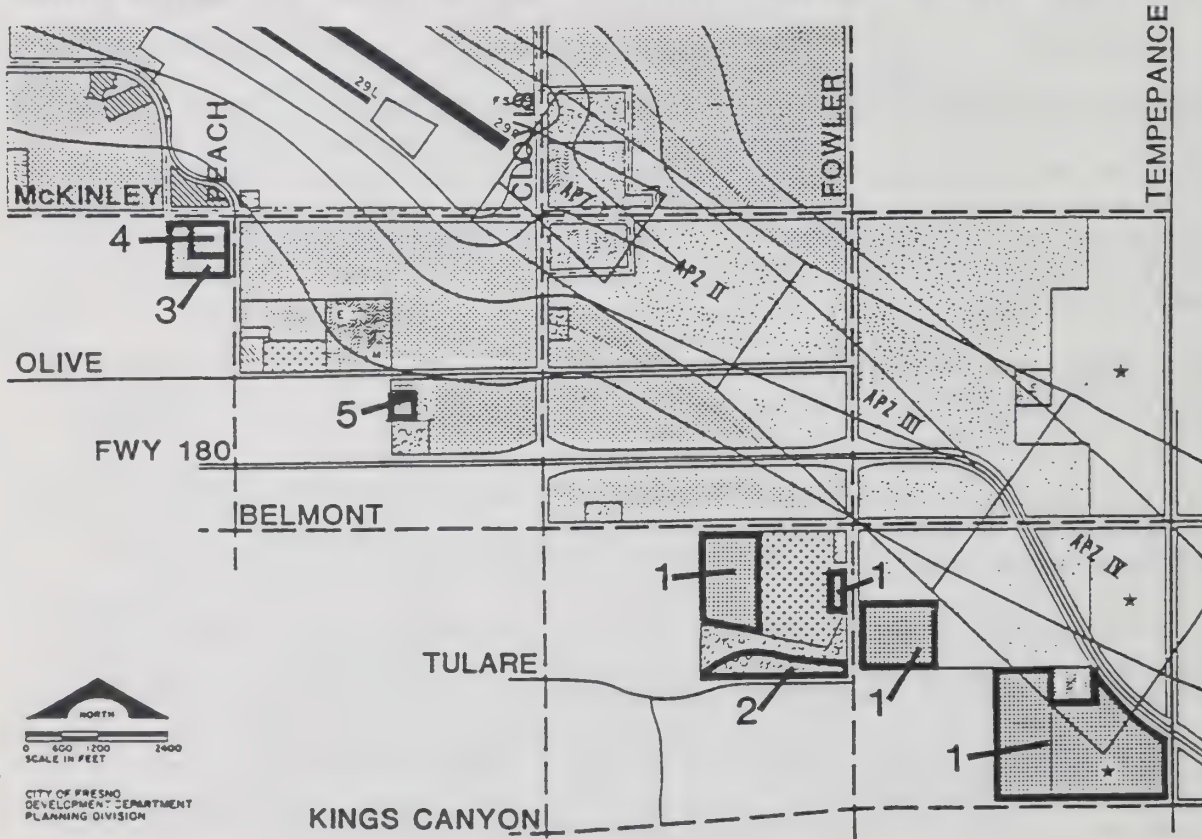 TEMPEPANCE
29L
PEACH
CLOVIS
FOWLER
McKINLEY
APZ
APZ II
4
3
OLIVE
5
APZ III
FWY 180
BELMONT
APZ IV
1
1
1
TULARE
2
1
NORTH
0 600 1200 2400
SCALE IN FEET
CITY OF FRESNO
DEVELOPMENT DEPARTMENT
PLANNING DIVISION
KINGS CANYON